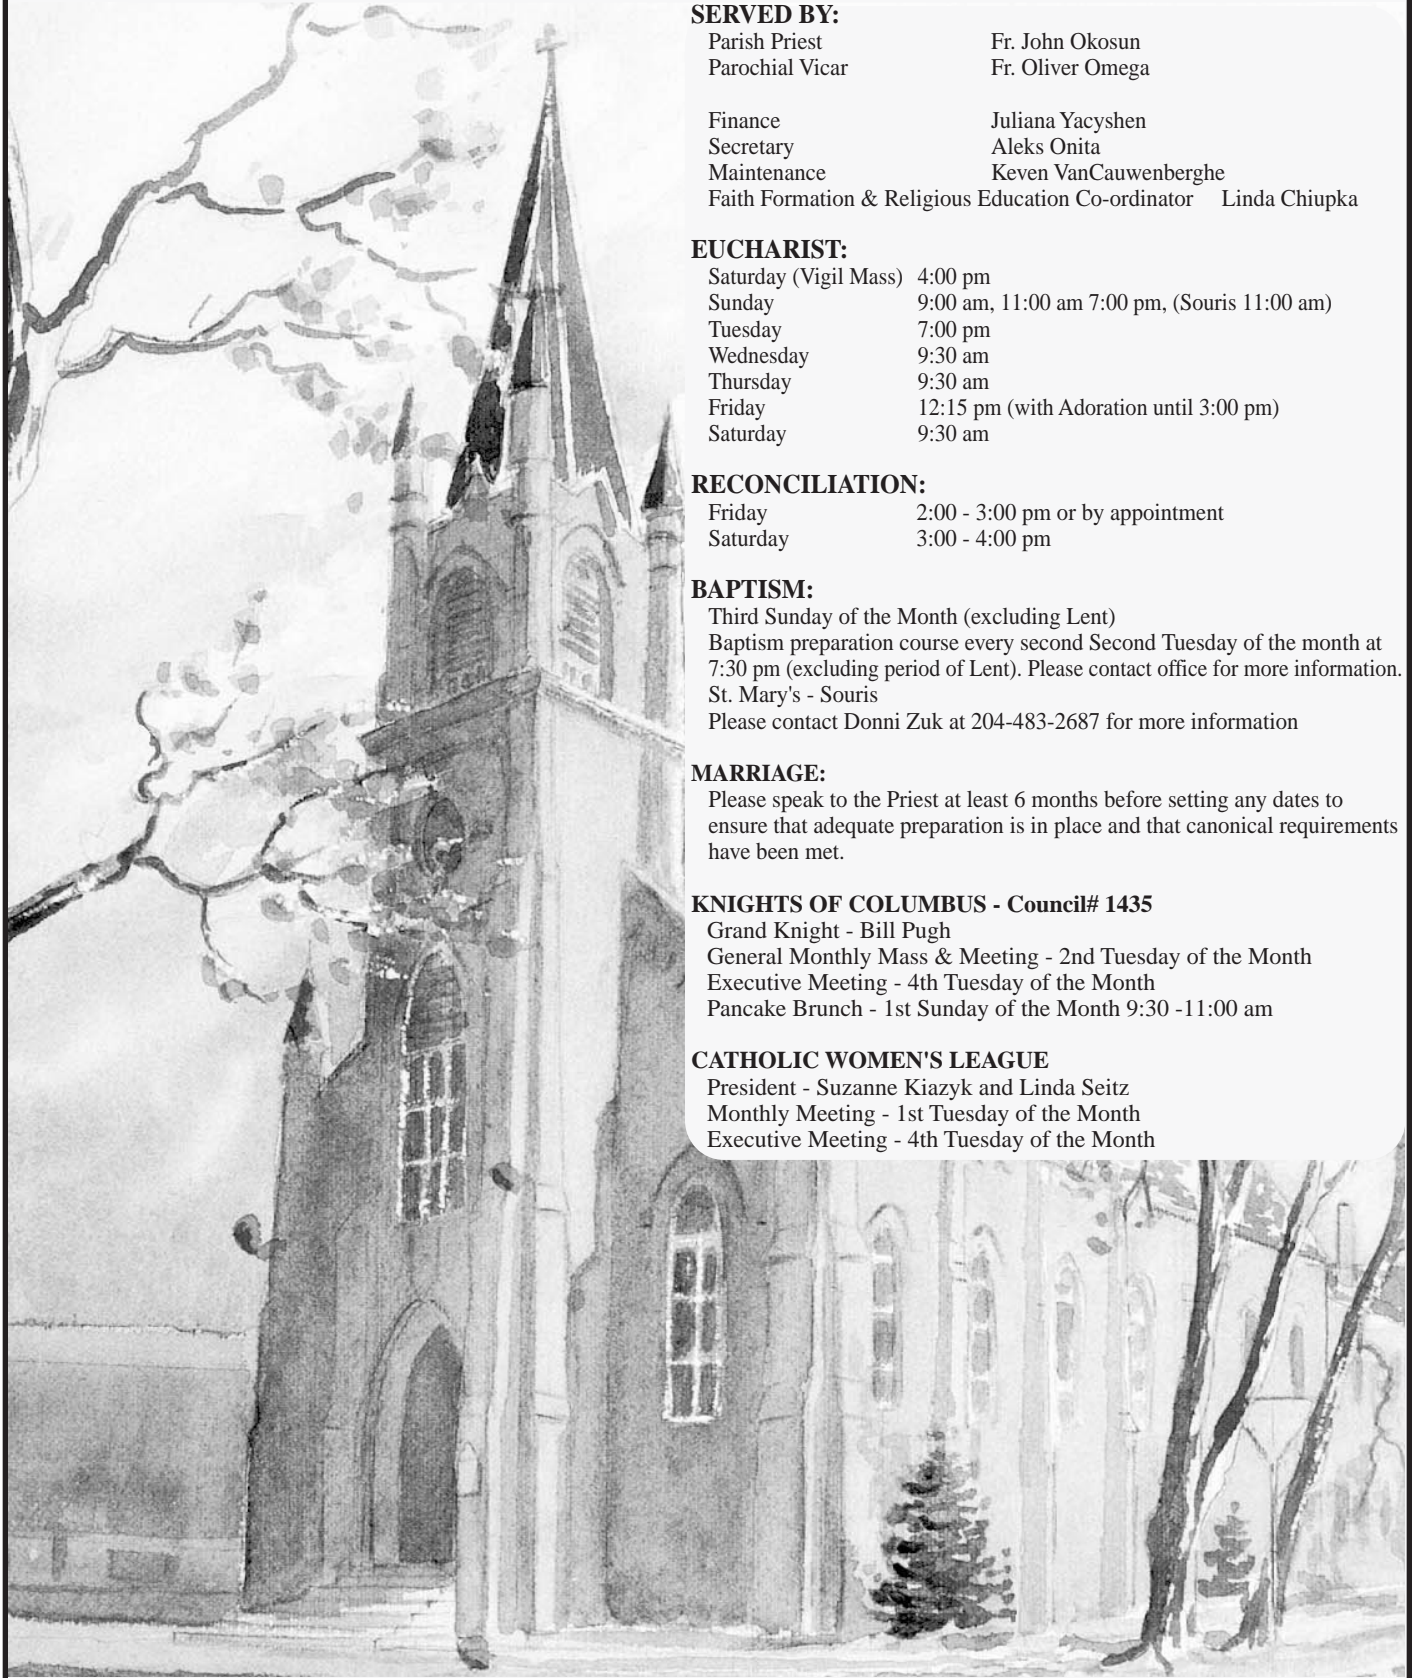 SERVED BY:
Parish Priest Fr. John Okosun
Parochial Vicar Fr. Oliver Omega
Finance Juliana Yacyshen
Secretary Aleks Onita
Maintenance Keven VanCauwenberghe
Faith Formation & Religious Education Co-ordinator Linda Chiupka
EUCHARIST:
Saturday (Vigil Mass) 4:00 pm
Sunday 9:00 am, 11:00 am 7:00 pm, (Souris 11:00 am)
Tuesday 7:00 pm
Wednesday 9:30 am
Thursday 9:30 am
Friday 12:15 pm (with Adoration until 3:00 pm)
Saturday 9:30 am
RECONCILIATION:
Friday 2:00 - 3:00 pm or by appointment
Saturday 3:00 - 4:00 pm
BAPTISM:
Third Sunday of the Month (excluding Lent)
Baptism preparation course every second Second Tuesday of the month at
7:30 pm (excluding period of Lent). Please contact office for more information.
St. Mary's - Souris
Please contact Donni Zuk at 204-483-2687 for more information
MARRIAGE:
Please speak to the Priest at least 6 months before setting any dates to
ensure that adequate preparation is in place and that canonical requirements
have been met.
KNIGHTS OF COLUMBUS - Council# 1435
Grand Knight - Bill Pugh
General Monthly Mass & Meeting - 2nd Tuesday of the Month
Executive Meeting - 4th Tuesday of the Month
Pancake Brunch - 1st Sunday of the Month 9:30 -11:00 am
CATHOLIC WOMEN'S LEAGUE
President - Suzanne Kiazyk and Linda Seitz
Monthly Meeting - 1st Tuesday of the Month
Executive Meeting - 4th Tuesday of the Month